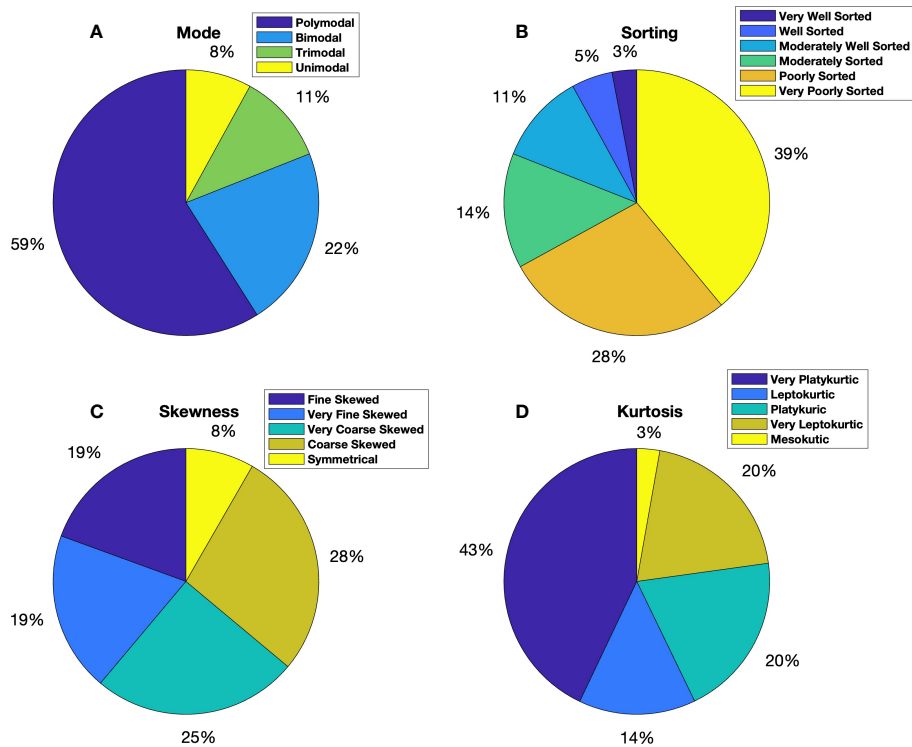 A
Mode
Polymodal
Bimodal
Trimodal
Unimodal
8%
11%
22%
59%
B
Sorting
Very Well Sorted
Well Sorted
Moderately Well Sorted
Moderately Sorted
Poorly Sorted
Very Poorly Sorted
3%
5%
11%
14%
28%
39%
C
Skewness
Fine Skewed
Very Fine Skewed
Very Coarse Skewed
Coarse Skewed
Symmetrical
8%
19%
28%
19%
25%
D
Kurtosis
Very Platykurtic
Leptokurtic
Platykuric
Very Leptokurtic
Mesokutic
3%
20%
43%
20%
14%